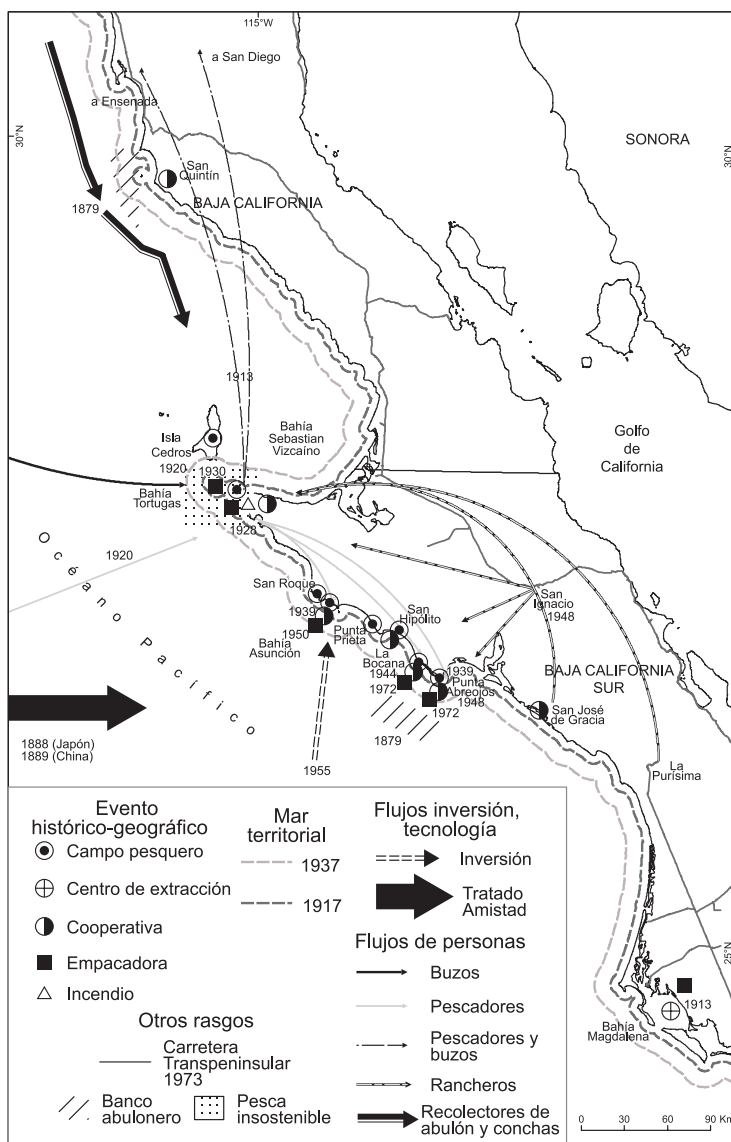 115°W
a San Diego
a Ensenada
30°N
SONORA
30°N
San
Quintín
BAJA CALIFORNIA
1879
1913
Isla
Cedros
Bahía
Sebastian
Vizcaíno
Golfo
de
California
1920
1930
Bahía
Tortugas
1928
1920
Océano Pacífico
San Roque
San
Hipólito
San
Ignacio
1948
1939
Punta
Prieta
1950
Bahía
Asunción
La
Bocana
1944
1972
1939
Punta
Abreojos
1948
1972
BAJA CALIFORNIA
SUR
San José
de Gracia
1879
1888 (Japón)
1889 (China)
1955
La
Purísima
Evento
histórico-geográfico
Campo pesquero
Centro de extracción
Cooperativa
Empacadora
Incendio
Otros rasgos
Carretera
Transpeninsular
1973
Banco
abulonero
Pesca
insostenible
Mar
territorial
1937
1917
Flujos inversión,
tecnología
Inversión
Tratado
Amistad
Flujos de personas
Buzos
Pescadores
Pescadores y
buzos
Rancheros
Recolectores de
abulón y conchas
25°N
1913
Bahía
Magdalena
0 30 60 90 Km